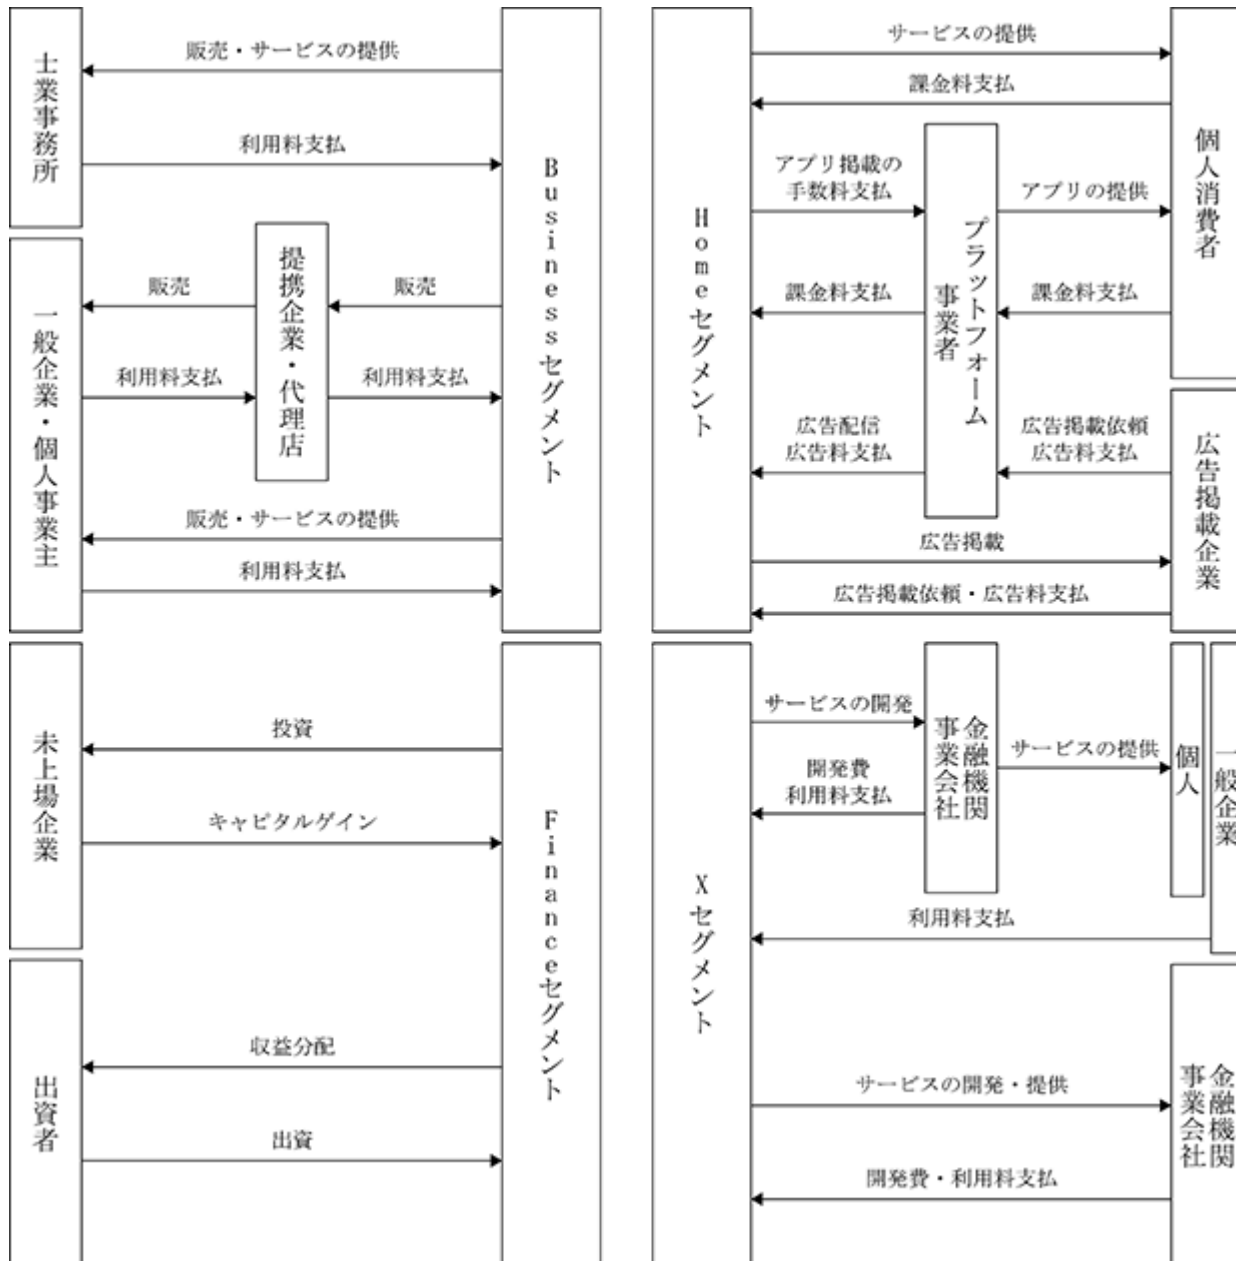 士業事務所
販売・サービスの提供
利用料支払
一般企業・個人事業主
提携企業・代理店
販売
販売
利用料支払
利用料支払
販売・サービスの提供
利用料支払
Businessセグメント
Homeセグメント
サービスの提供
課金料支払
アプリ掲載の
手数料支払
アプリの提供
プラットフォーム
事業者
課金料支払
課金料支払
広告配信
広告料支払
広告掲載依頼
広告料支払
広告掲載
広告掲載依頼・広告料支払
個人消費者
広告掲載企業
未上場企業
投資
キャピタルゲイン
出資者
収益分配
出資
Financeセグメント
Xセグメント
サービスの開発
開発費
利用料支払
金融機関
事業会社
サービスの提供
個人
一般企業
利用料支払
サービスの開発・提供
開発費・利用料支払
金融機関
事業会社